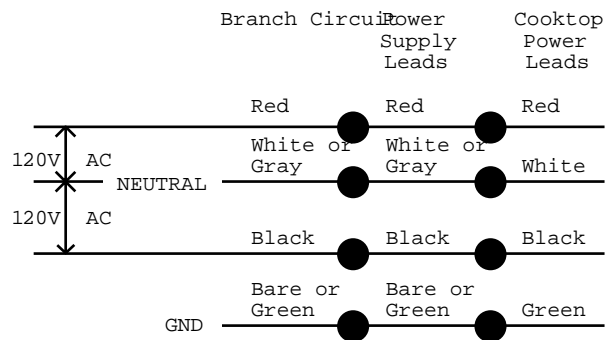 Branch Circuit Power Supply Leads Cooktop Power Leads
Red Red Red
120V AC
White or Gray White or Gray White
NEUTRAL
120V AC
Black Black Black
Bare or Green Bare or Green Green
GND